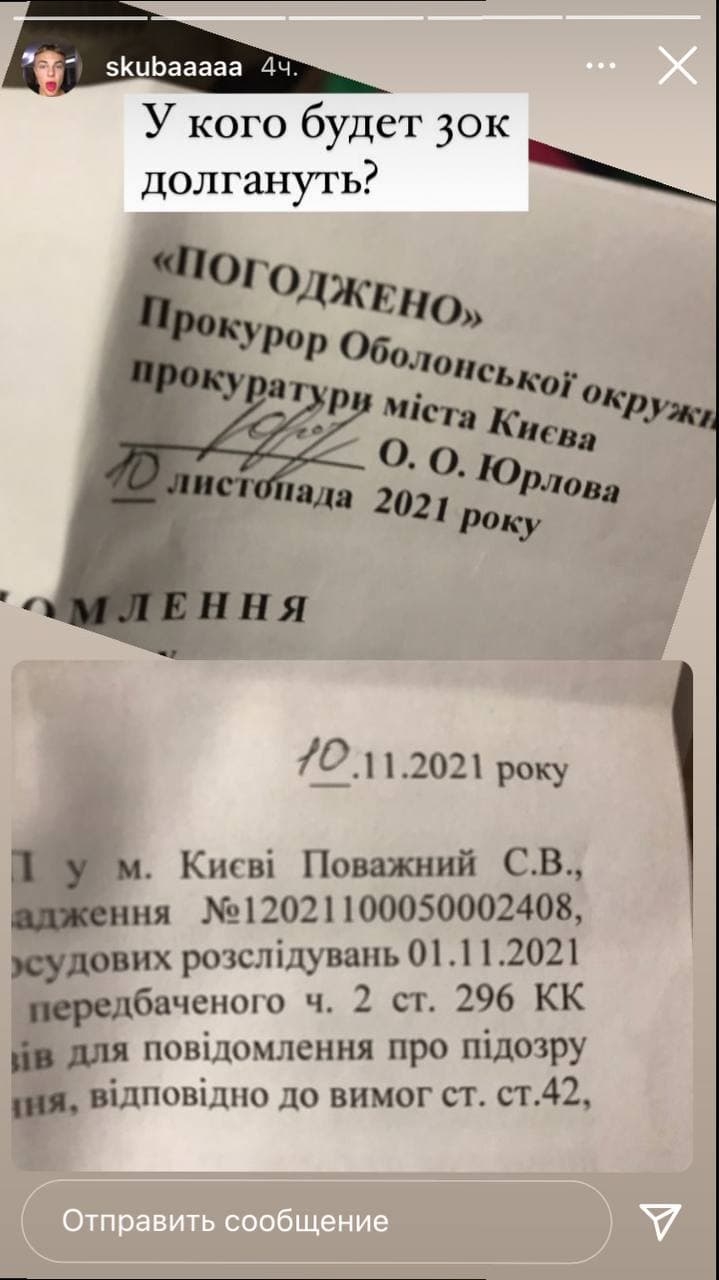 skubaaaaa 4ч.
У кого будет 30к
долгануть?
«ПОГОДЖЕНО»
Прокурор Оболонської окружн
прокуратури міста Києва
О. О. Юрлова
10 листопада 2021 року
ОМЛЕННЯ
10.11.2021 року
П у м. Києві Поважний С.В.,
адження №12021100050002408,
осудових розслідувань 01.11.2021
передбаченого ч. 2 ст. 296 КК
ів для повідомлення про підозру
ння, відповідно до вимог ст. ст.42,
Отправить сообщение